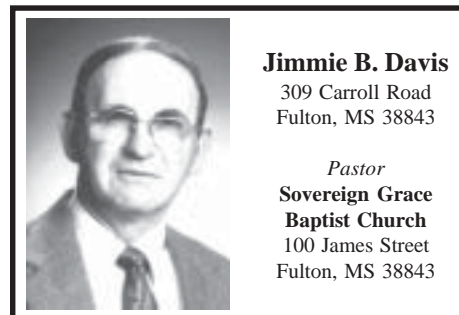 Jimmie B. Davis
309 Carroll Road
Fulton, MS 38843
Pastor
Sovereign Grace
Baptist Church
100 James Street
Fulton, MS 38843